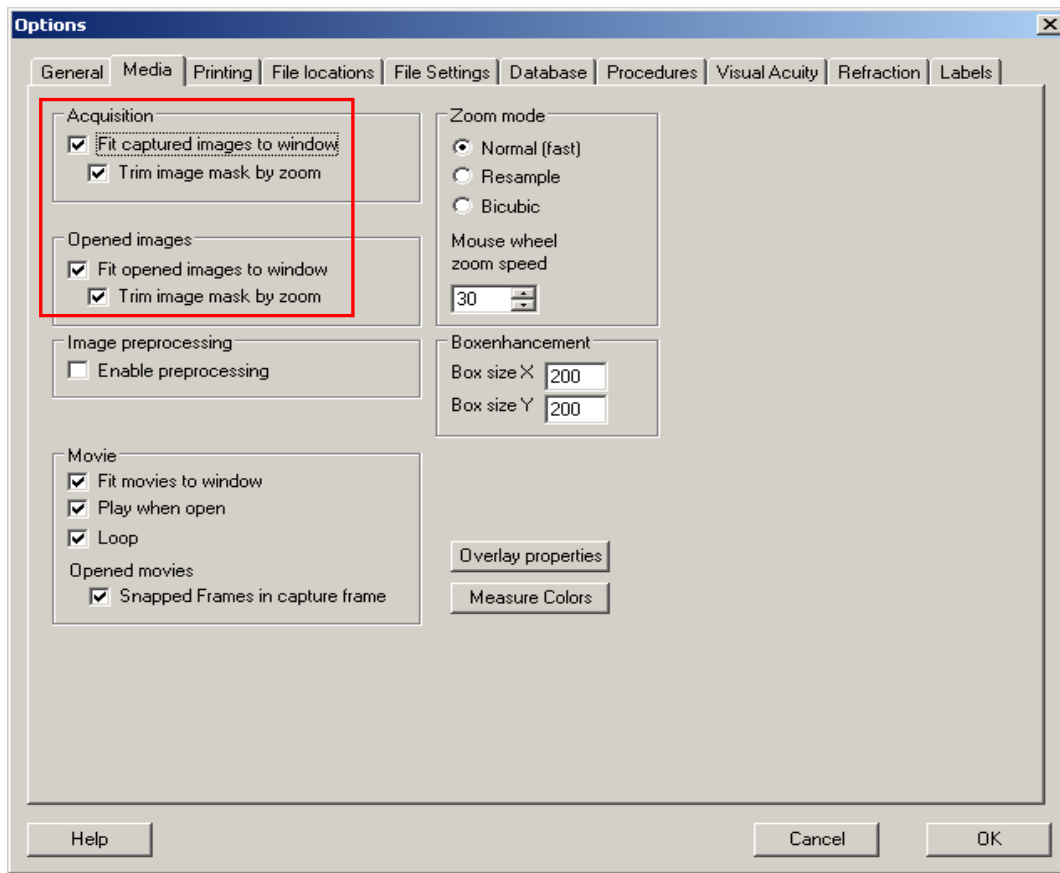 Options
General Media Printing File locations File Settings Database Procedures Visual Acuity Refraction Labels
Acquisition
Fit captured images to window
Trim image mask by zoom
Opened images
Fit opened images to window
Trim image mask by zoom
Image preprocessing
Enable preprocessing
Movie
Fit movies to window
Play when open
Loop
Opened movies
Snapped Frames in capture frame
Zoom mode
Normal (fast)
Resample
Bicubic
Mouse wheel
zoom speed
30
Boxenhancement
Box size X 200
Box size Y 200
Overlay properties
Measure Colors
Help Cancel OK